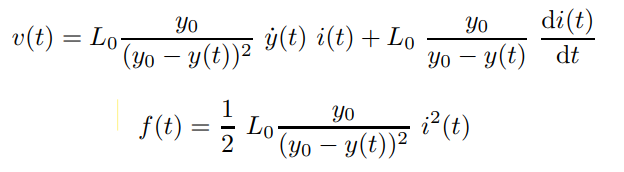 v(t) = L₀ y₀/(y₀ − y(t))² ẏ(t) i(t) + L₀ y₀/(y₀ − y(t)) di(t)/dt
f(t) = 1/2 L₀ y₀/(y₀ − y(t))² i²(t)